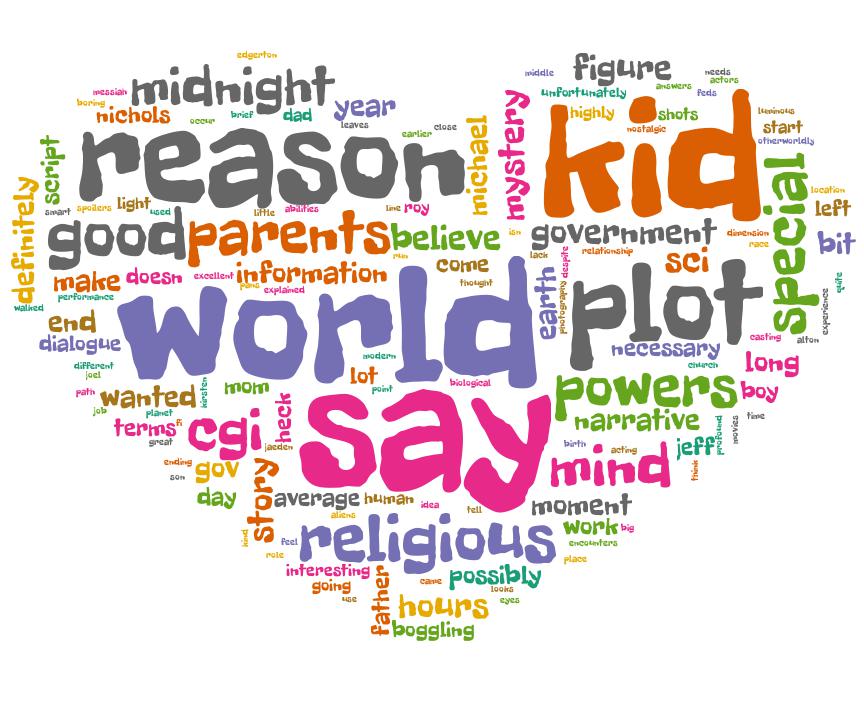 edgerton
messiah
midnight
boring
nichols
occur
brief
dad
year
leaves
earlier
close
middle
figure
needs
actors
answers
feds
unfortunately
highly
shots
nostalgic
luminous
start
otherworldly
script
reason
michael
mystery
kid
special
definitely
smart
spoilers
light
used
little
abilities
line
roy
location
left
good
parents
believe
isn
government
dimension
race
bit
run
lack
relationship
make
doesn
excellent
information
pans
explained
come
thought
despite
sci
quite
performance
walked
world
earth
photography
plot
experience
end
dialogue
modern
necessary
casting
alton
different
joel
lot
point
biological
church
long
path
job
wanted
kirsten
planet
mom
powers
boy
terms
fi
great
cgi
heck
say
narrative
time
movies
profound
jeff
jaeden
birth
acting
ending
son
gov
story
mind
think
day
average
human
idea
tell
moment
aliens
kind
feel
religious
work
big
encounters
role
place
interesting
going
father
came
possibly
looks
use
hours
eyes
boggling